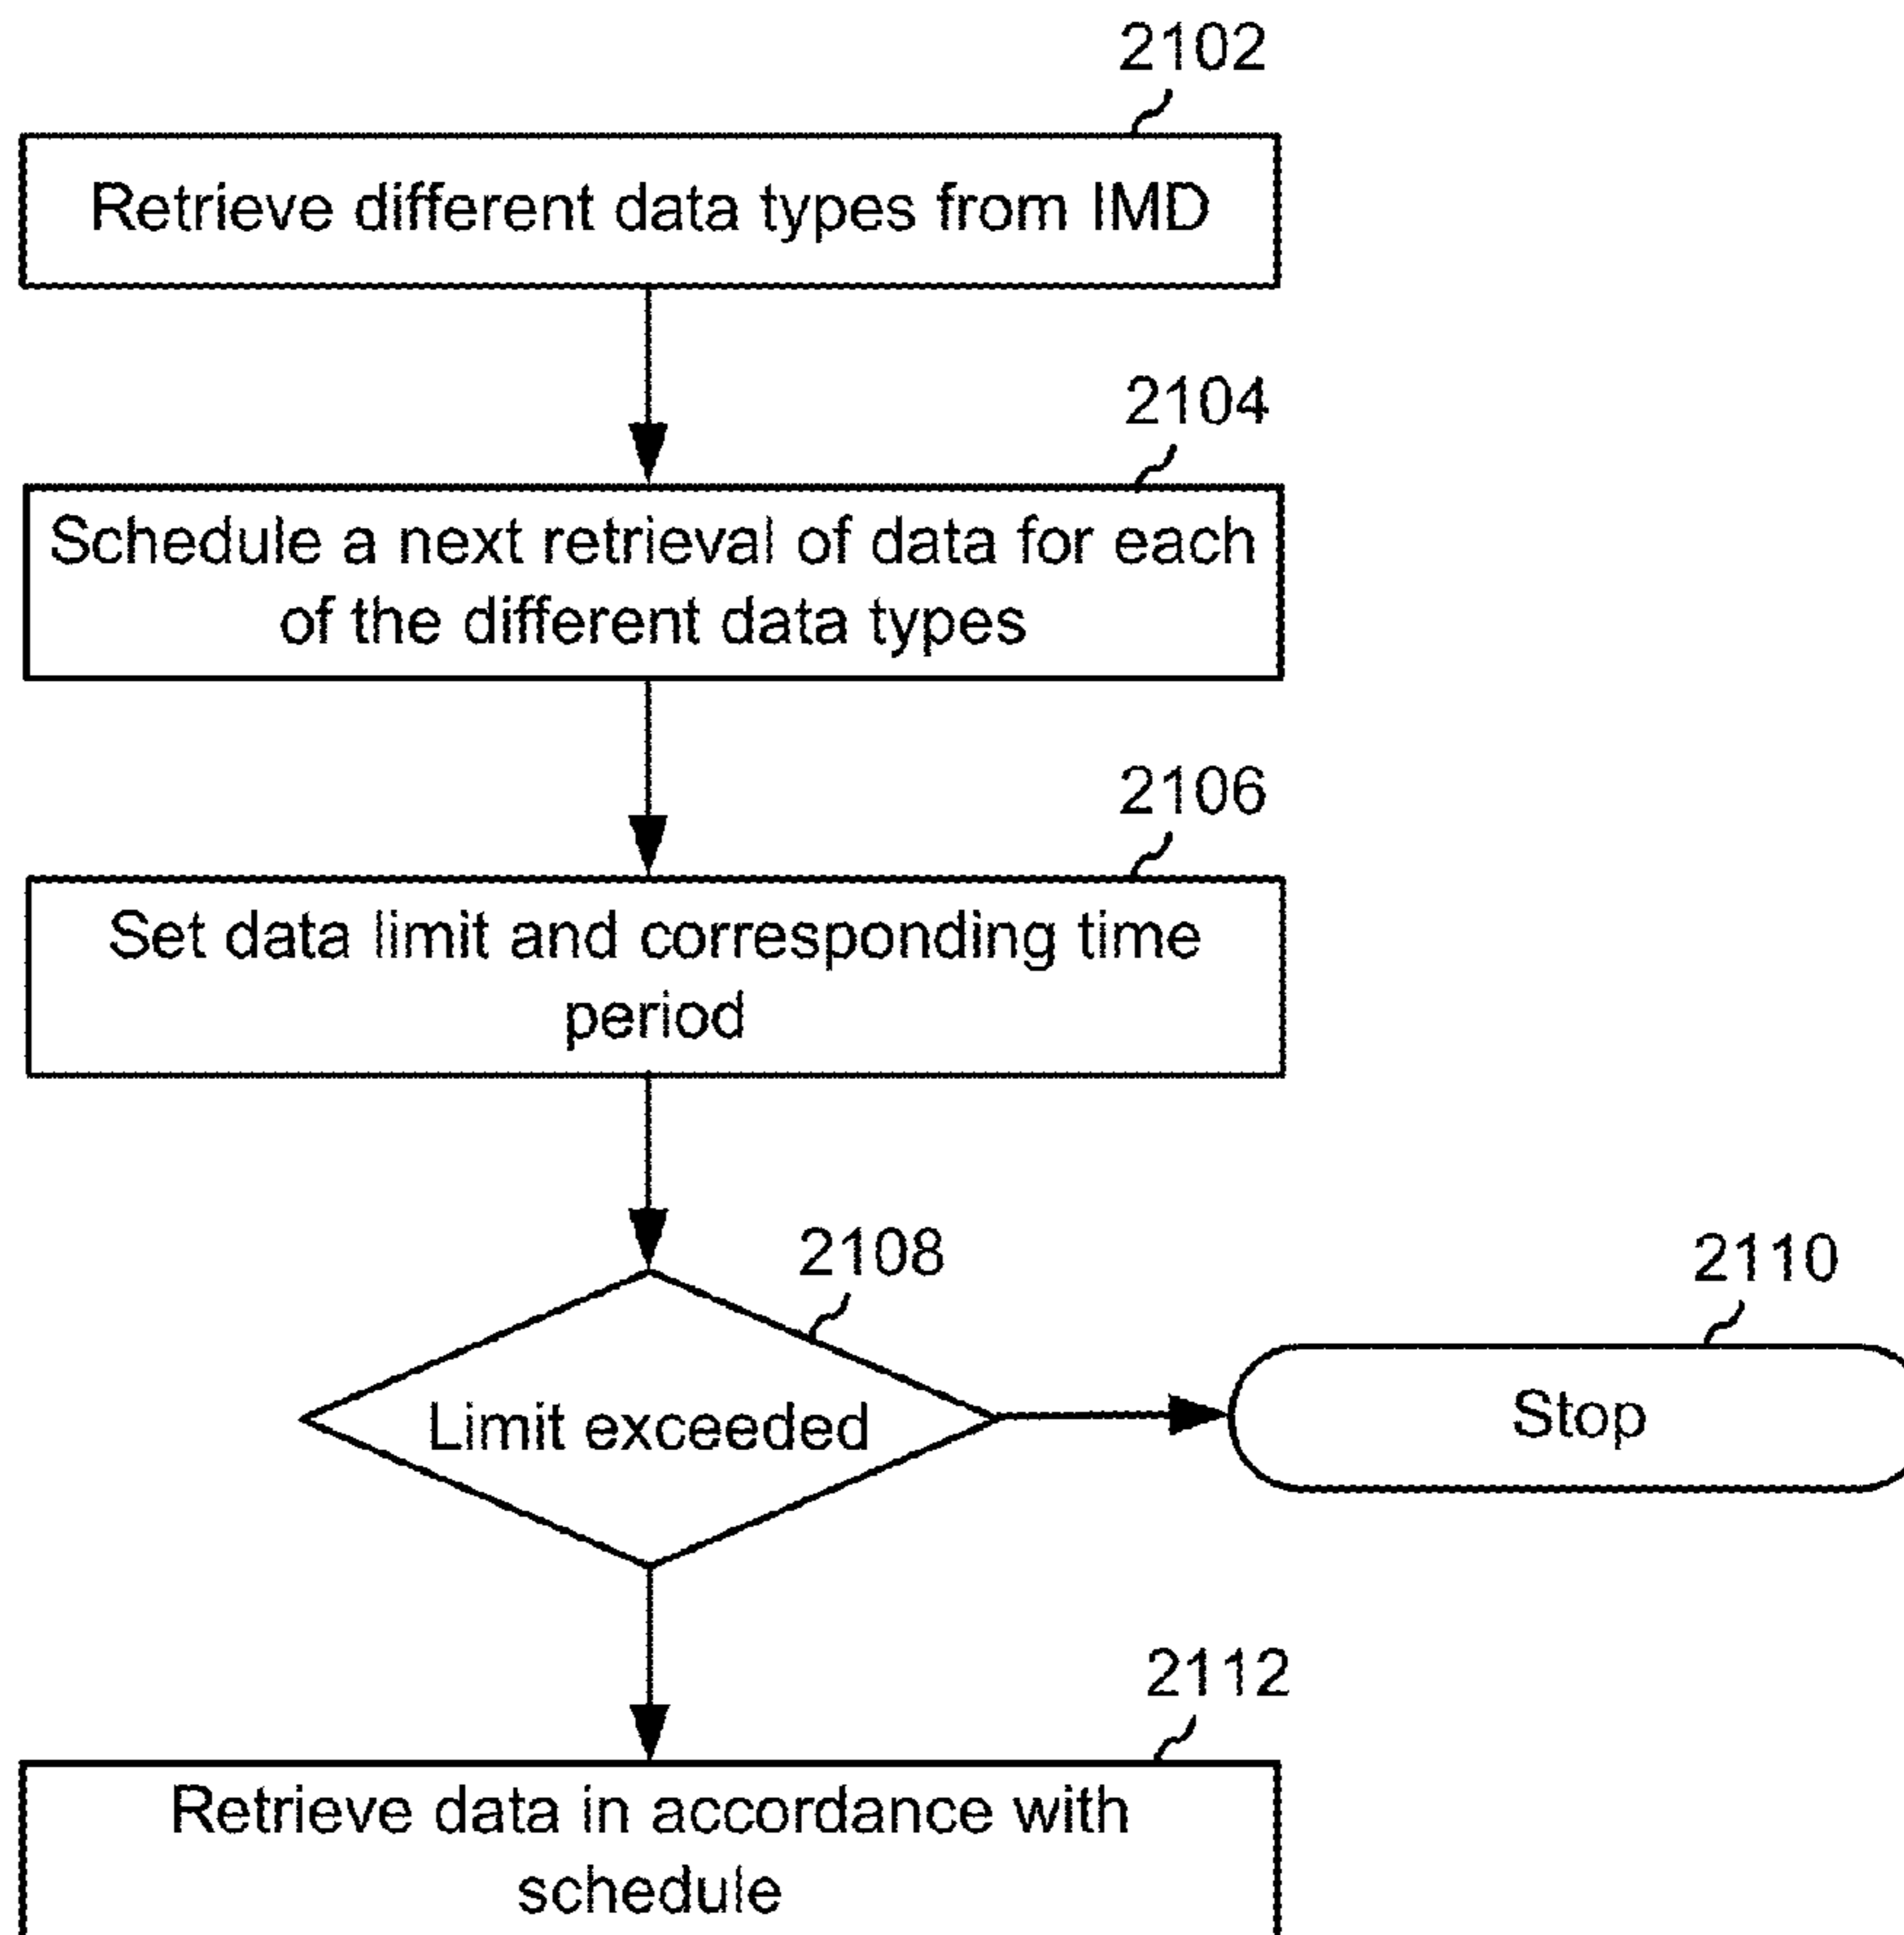 2102
Retrieve different data types from IMD
2104
Schedule a next retrieval of data for each
of the different data types
2106
Set data limit and corresponding time
period
2108
Limit exceeded
2110
Stop
2112
Retrieve data in accordance with
schedule